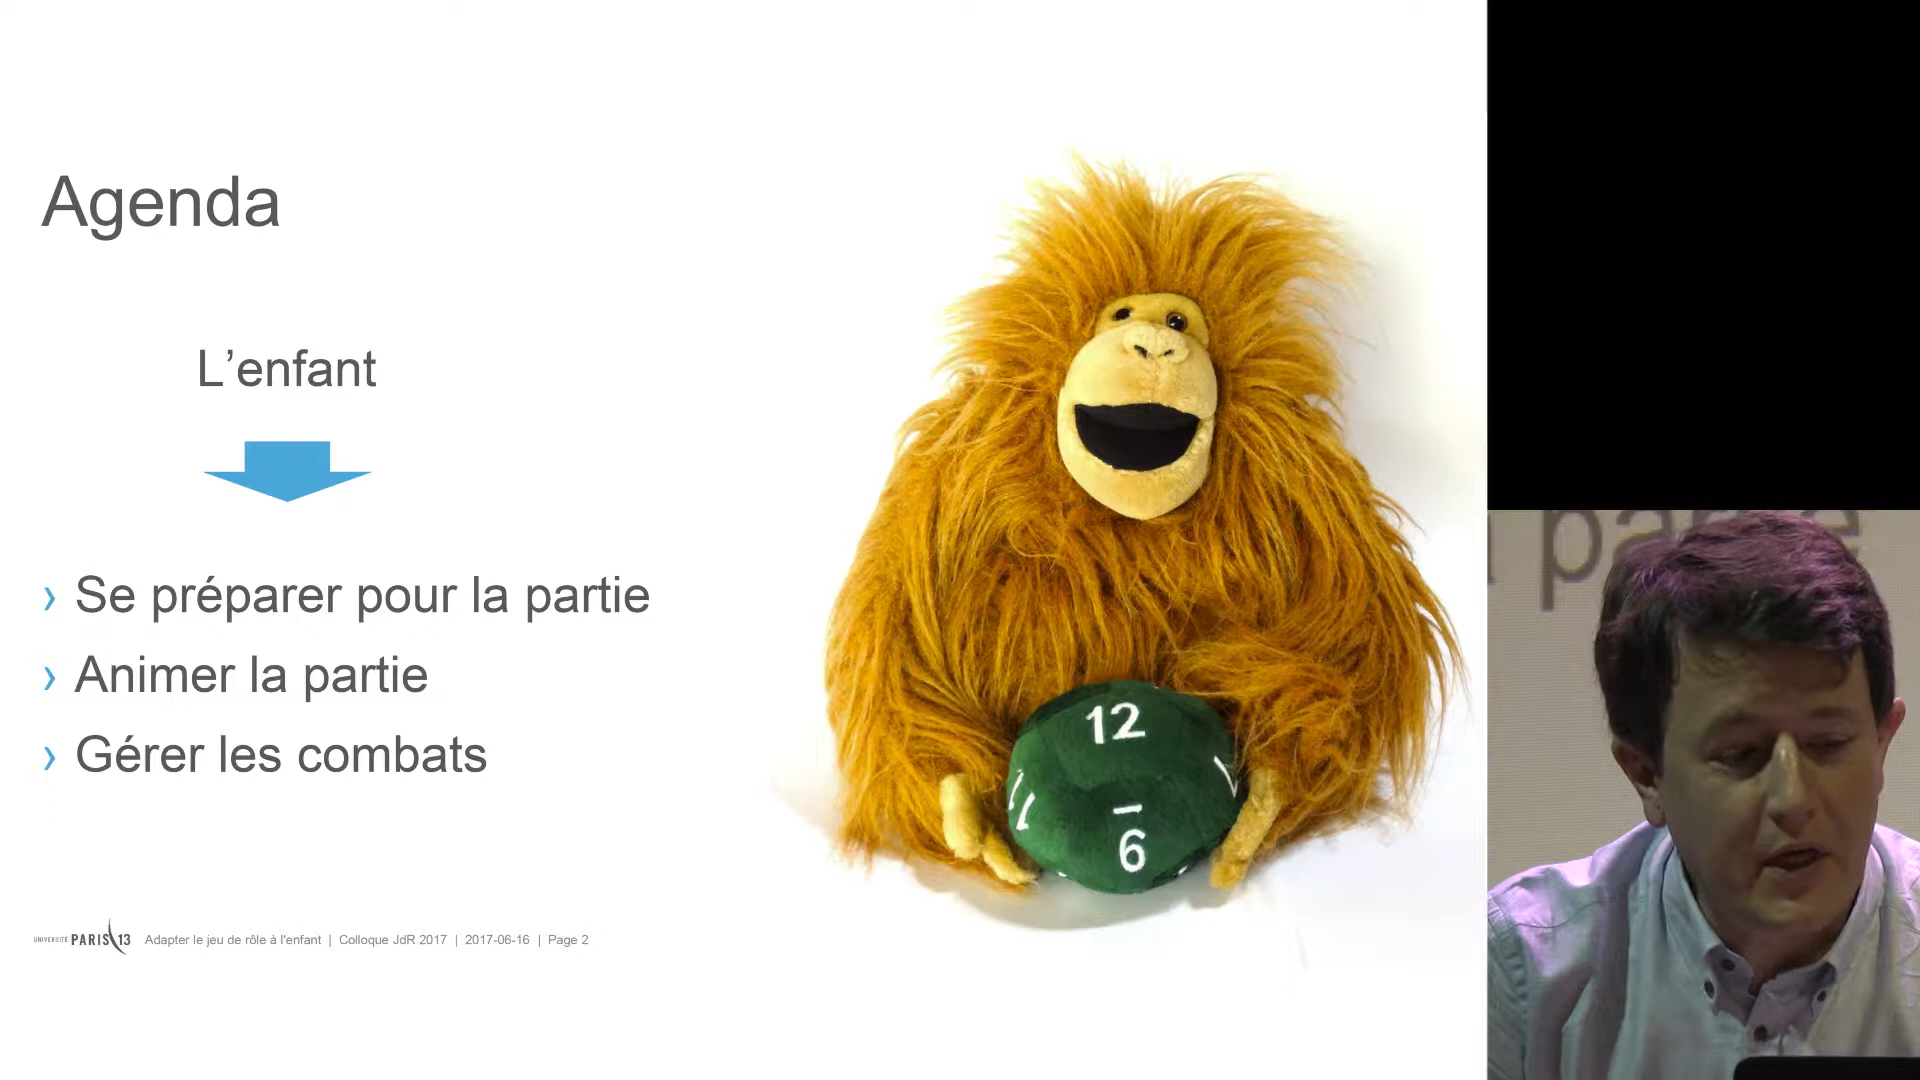 Agenda
L’enfant
› Se préparer pour la partie
› Animer la partie
› Gérer les combats
12
6
UNIVERSITÉ PARIS 13 Adapter le jeu de rôle à l'enfant | Colloque JdR 2017 | 2017-06-16 | Page 2